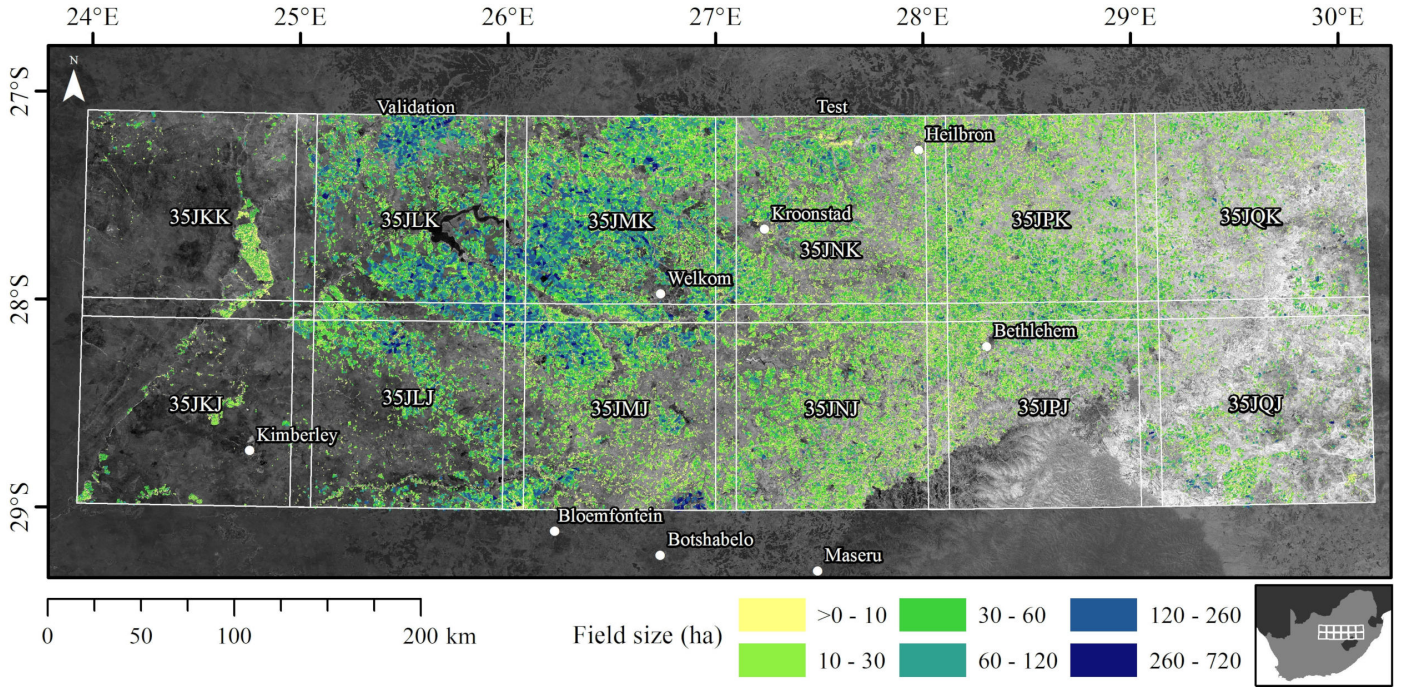 24°E 25°E 26°E 27°E 28°E 29°E 30°E
N
27°S
28°S
29°S
Validation Test
Heilbron
35JKK 35JLK 35JMK Kroonstad 35JPK 35JQK
35JNK
Welkom
Bethlehem
35JKJ 35JLJ 35JMJ 35JNJ 35JPJ 35JQJ
Kimberley
Bloemfontein
Botshabelo
Maseru
0 50 100 200 km
Field size (ha)
>0 - 10 30 - 60 120 - 260
10 - 30 60 - 120 260 - 720